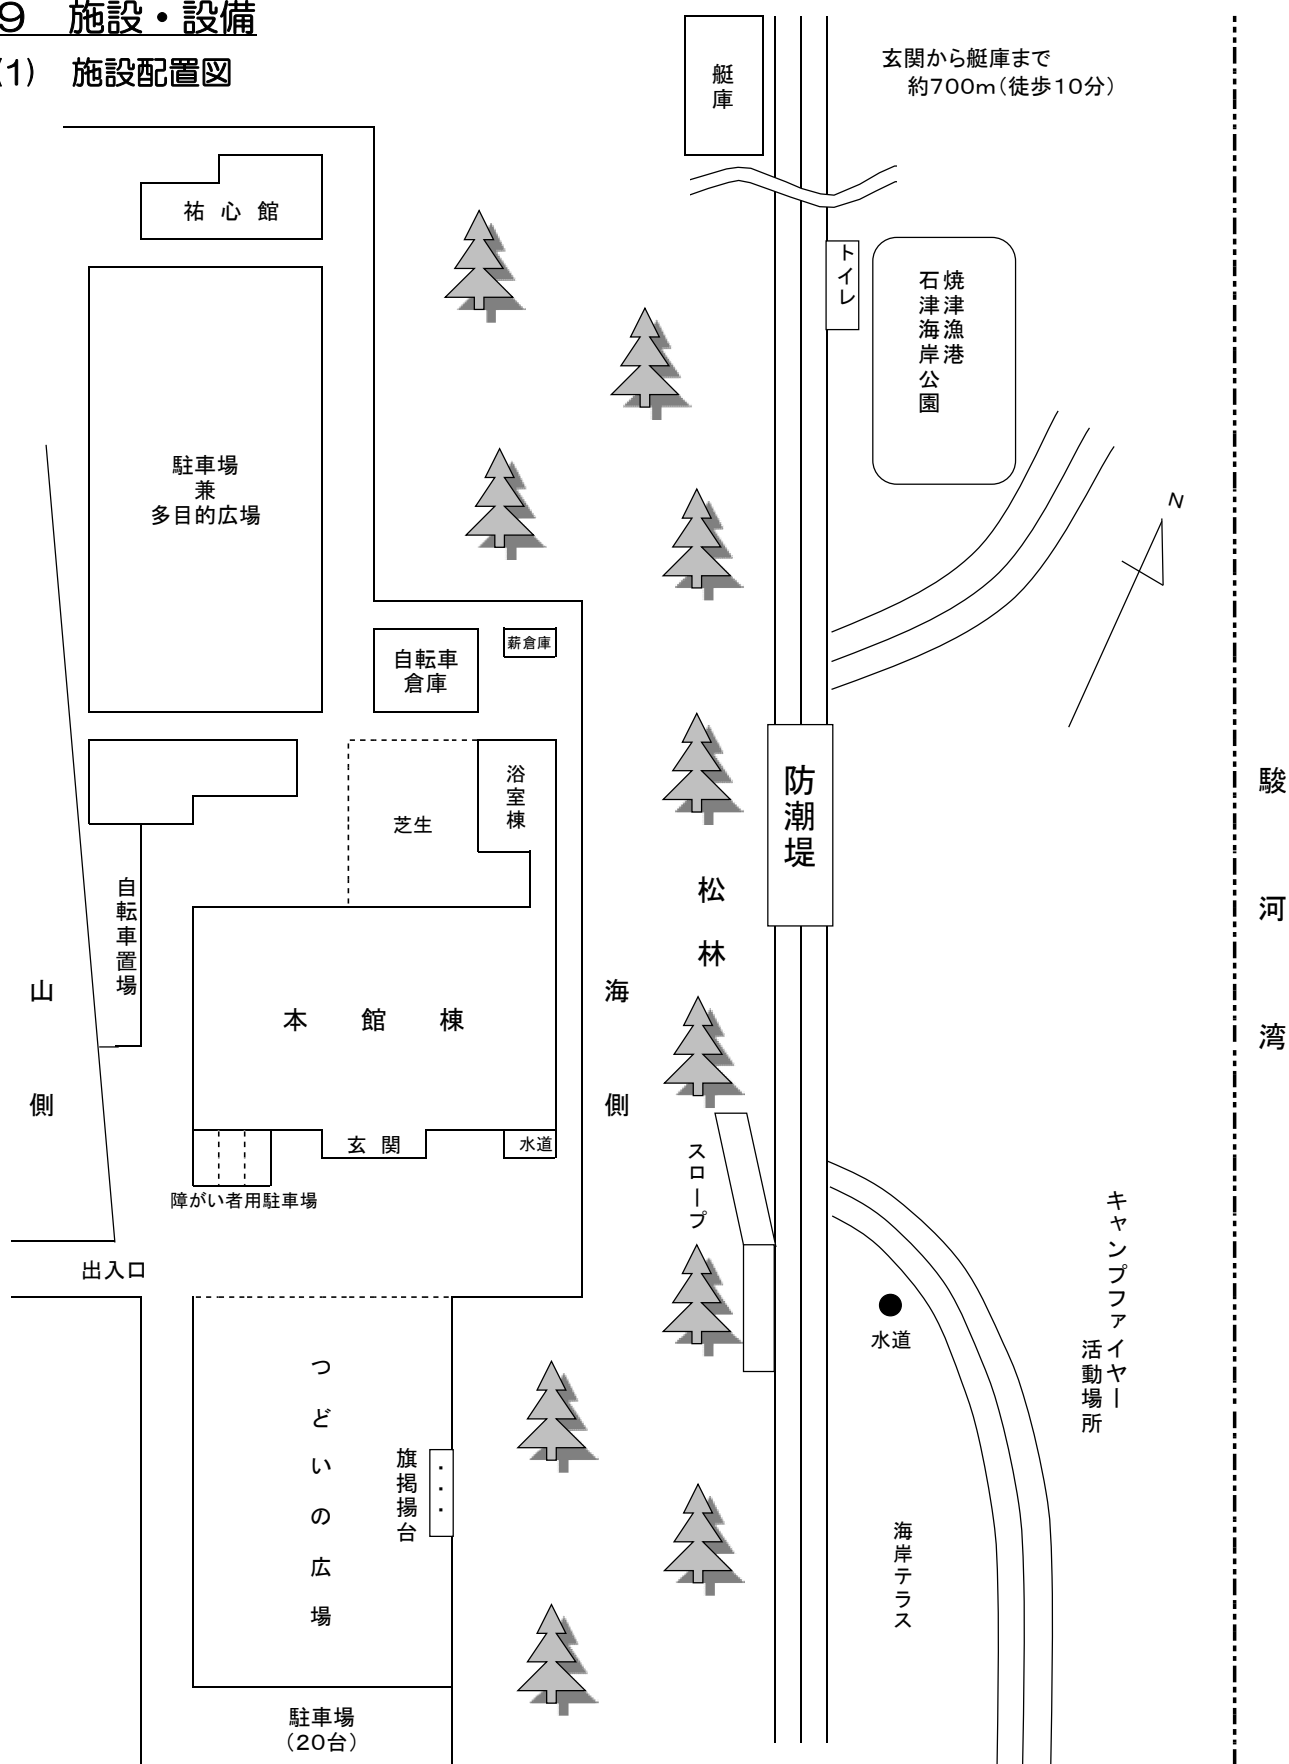 ９　施設・設備
(1)　施設配置図
艇庫
玄関から艇庫まで
約700m（徒歩10分）
祐心館
トイレ
焼津漁港
石津海岸公園
駐車場
兼
多目的広場
N
自転車
倉庫
薪倉庫
浴室棟
芝生
防潮堤
駿河湾
松林
自転車置場
山側
本館棟
海側
玄関
水道
障がい者用駐車場
スロープ
キャンプファイヤー
活動場所
出入口
水道
つどいの広場
旗掲揚台
海岸テラス
駐車場
（20台）